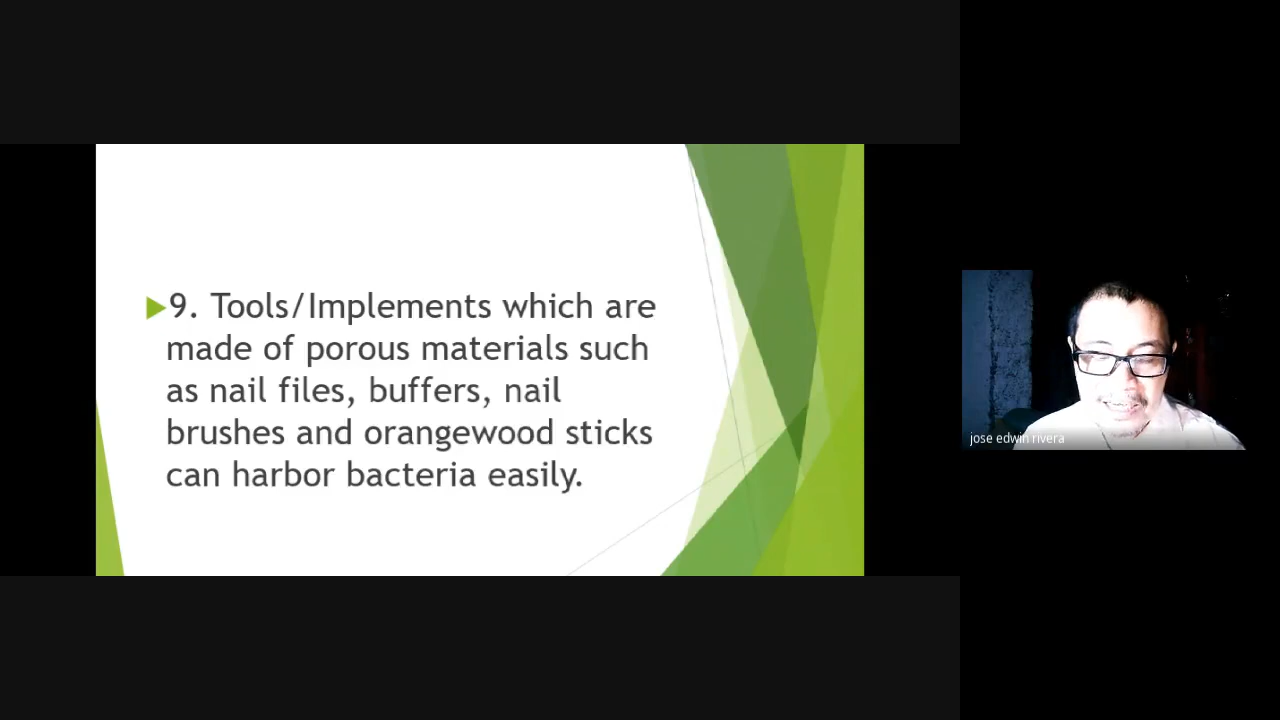 9. Tools/Implements which are
made of porous materials such
as nail files, buffers, nail
brushes and orangewood sticks
can harbor bacteria easily.
jose edwin rivera